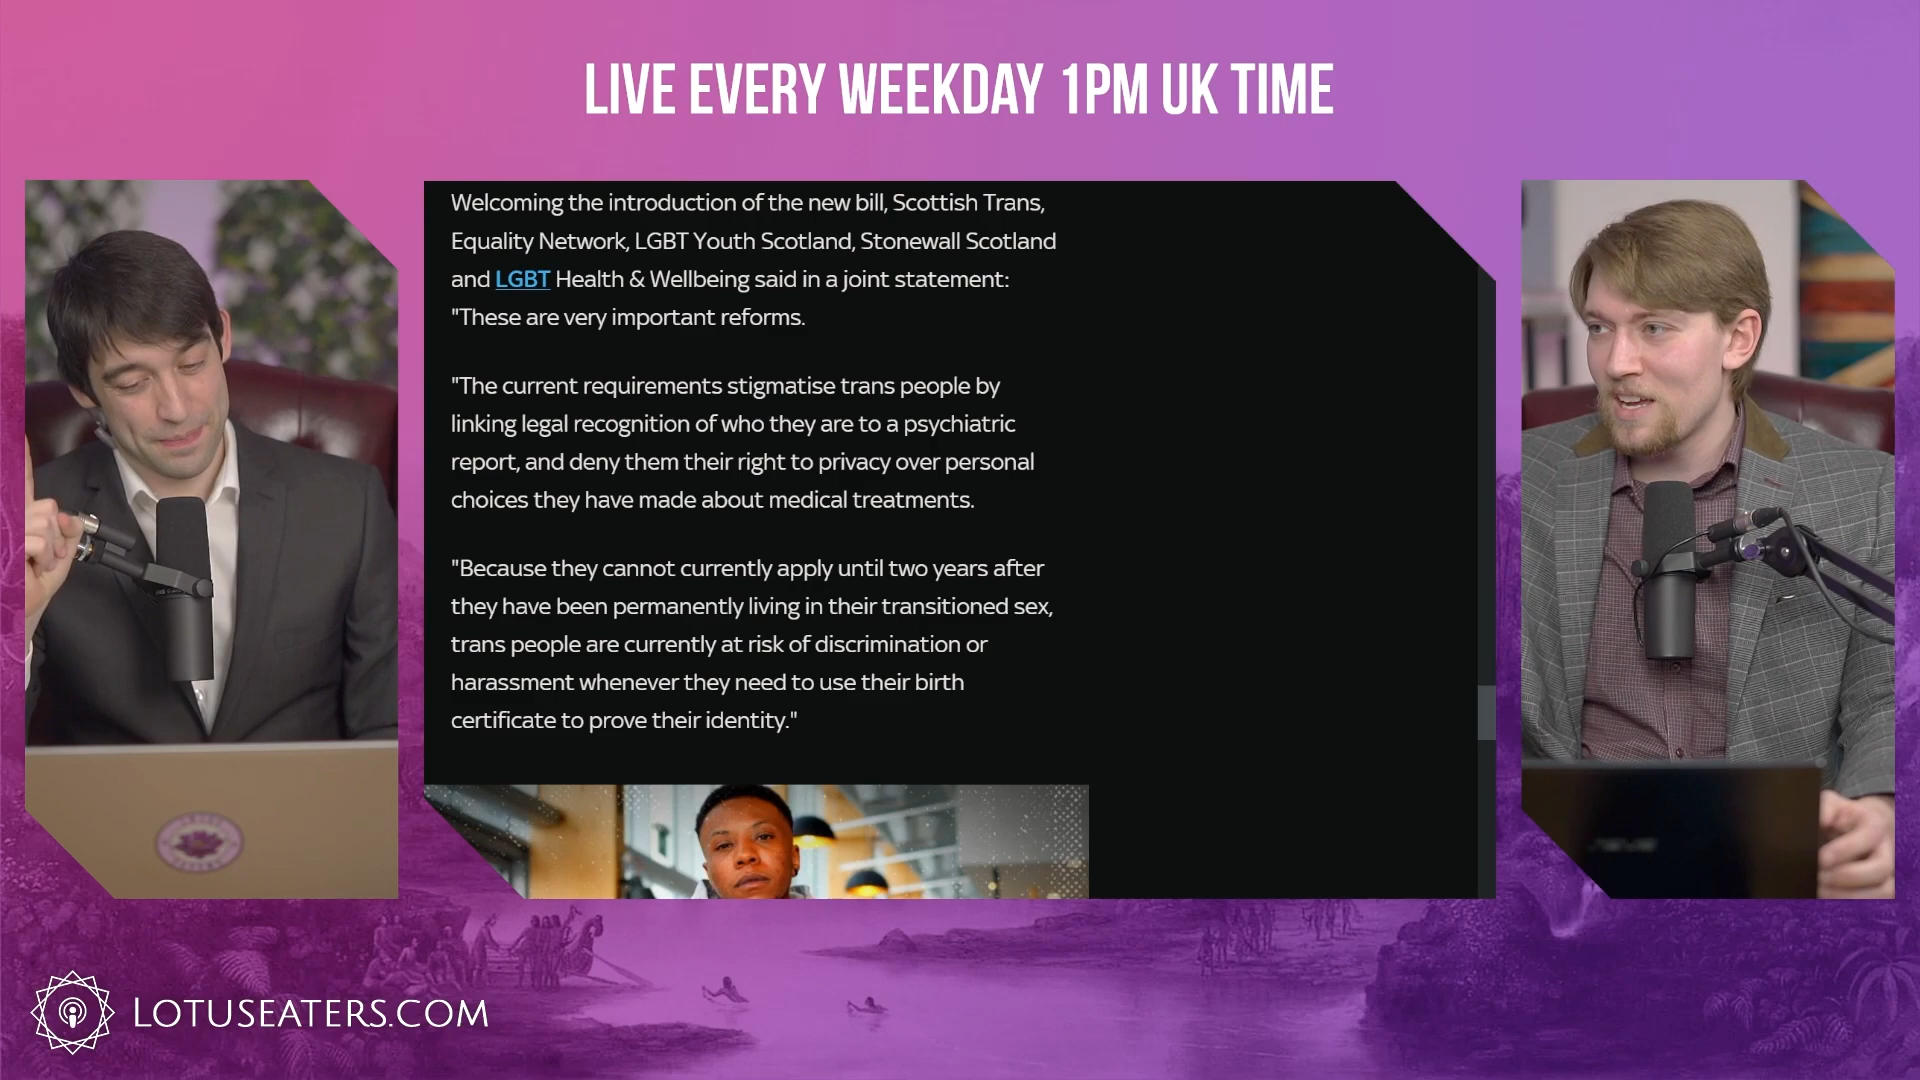 LIVE EVERY WEEKDAY 1PM UK TIME
Welcoming the introduction of the new bill, Scottish Trans,
Equality Network, LGBT Youth Scotland, Stonewall Scotland
and LGBT Health & Wellbeing said in a joint statement:
"These are very important reforms.
"The current requirements stigmatise trans people by
linking legal recognition of who they are to a psychiatric
report, and deny them their right to privacy over personal
choices they have made about medical treatments.
"Because they cannot currently apply until two years after
they have been permanently living in their transitioned sex,
trans people are currently at risk of discrimination or
harassment whenever they need to use their birth
certificate to prove their identity."
LOTUSEATERS.COM